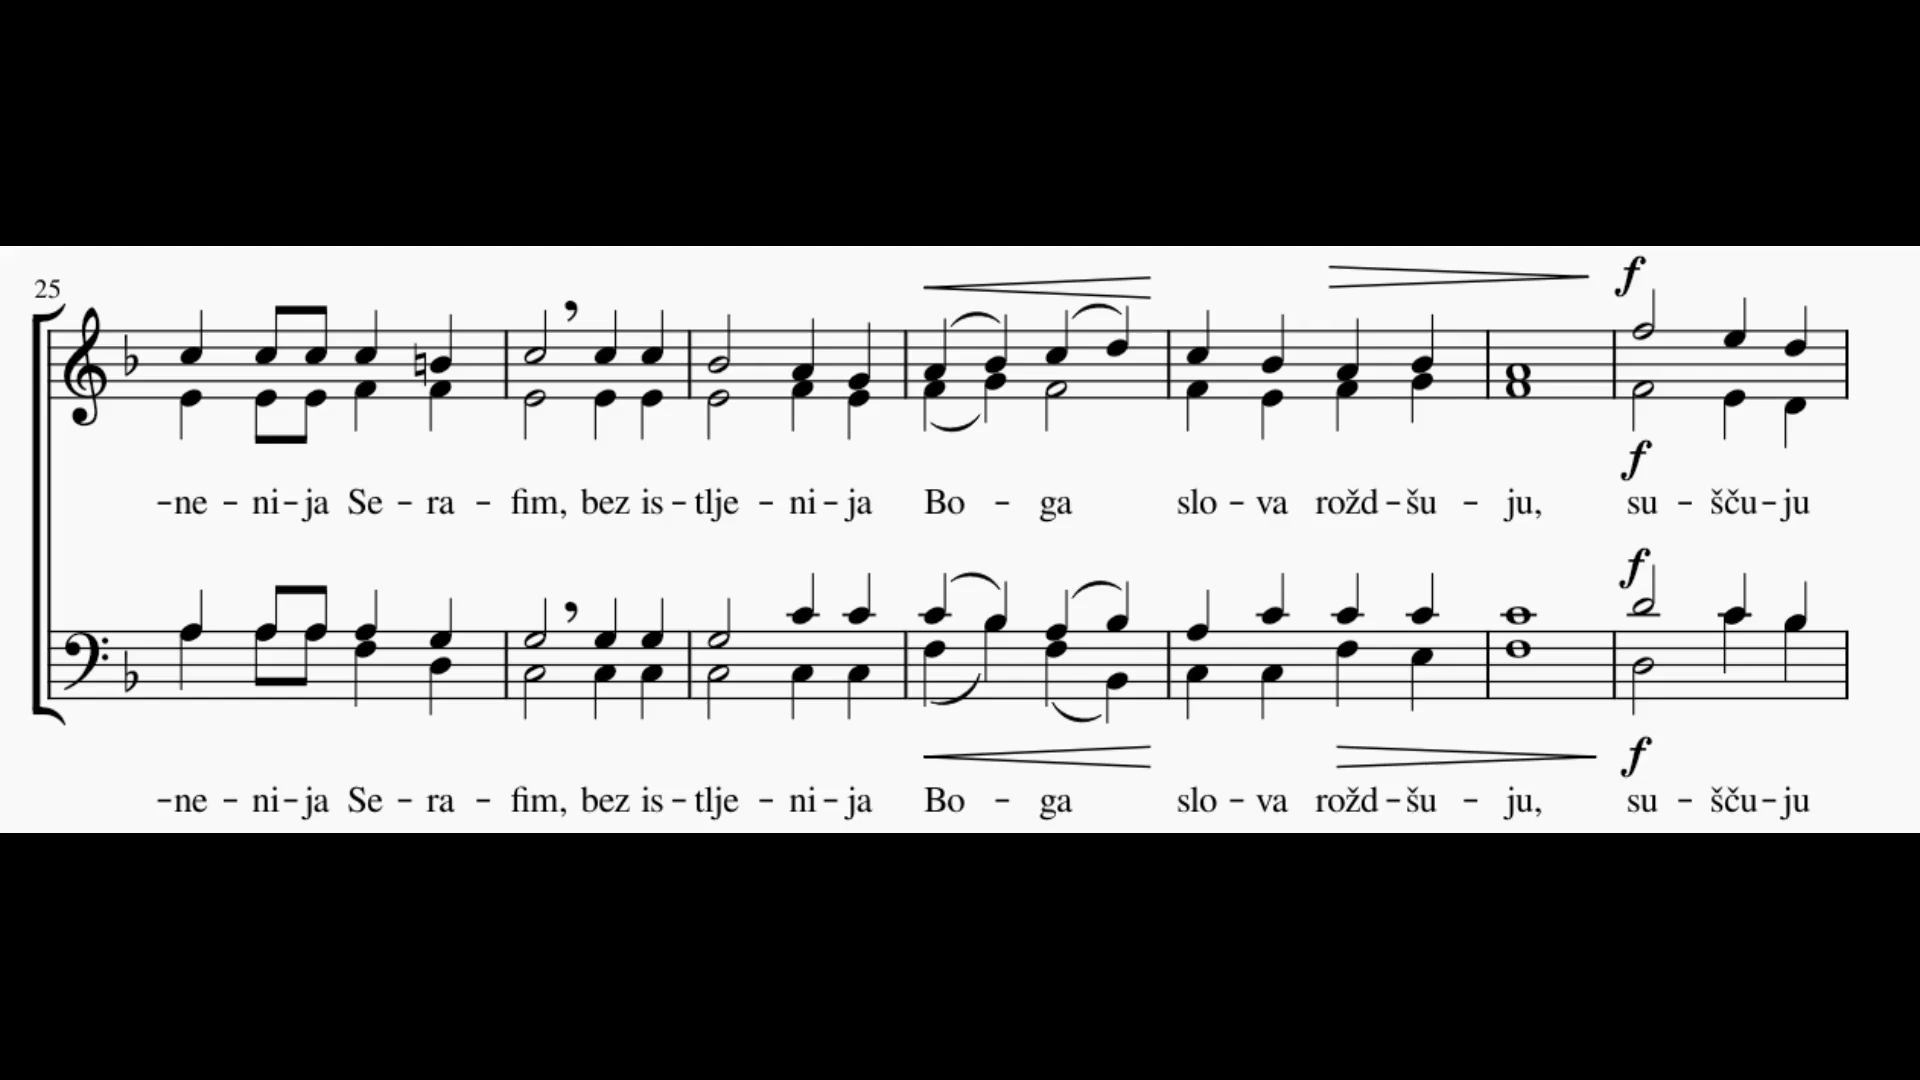 25
f
f
-ne - ni-ja Se - ra - fim, bez is-tlje - ni-ja Bo - ga slo-va rožd-šu - ju, su - šču-ju
f
f
-ne - ni-ja Se - ra - fim, bez is-tlje - ni-ja Bo - ga slo-va rožd-šu - ju, su - šču-ju